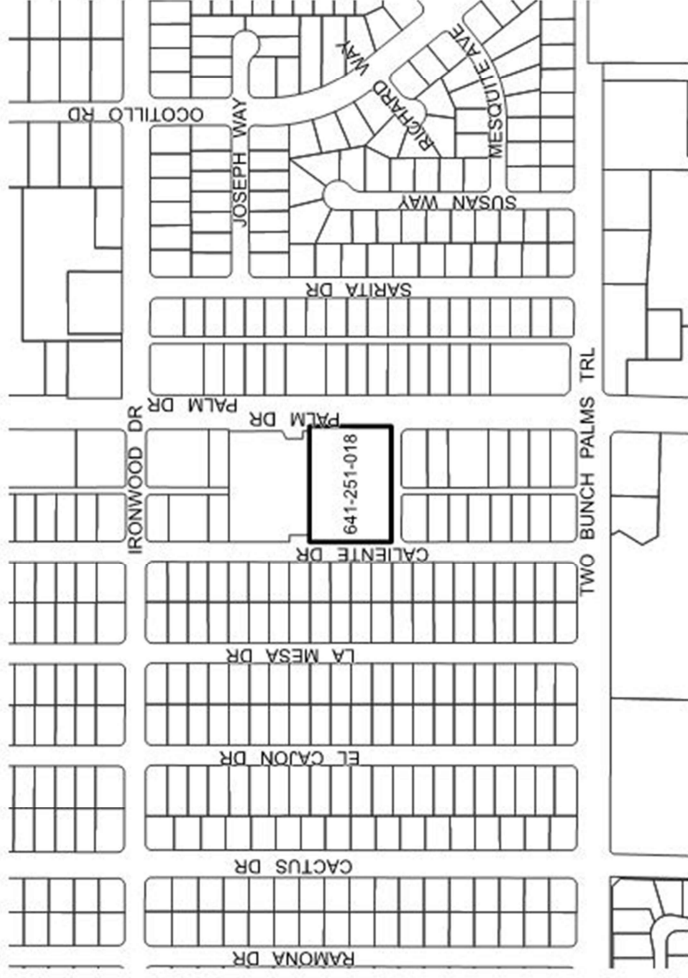 WAY
MESQUITE AVE
RICHARD
OCOTILLO RD
JOSEPH WAY
SUSAN WAY
SARITA DR
TWO BUNCH PALMS TRL
PALM DR
PALM DR
IRONWOOD DR
641-251-018
CALIENTE DR
LA MESA DR
EL CAJON DR
CACTUS DR
RAMONA DR